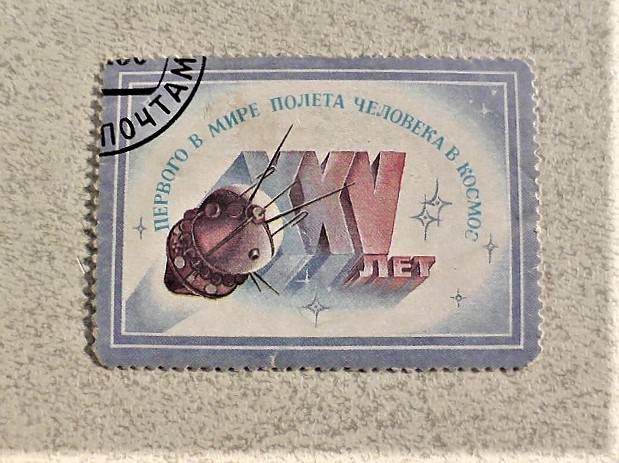 ПОЧТАМ
ПЕРВОГО В МИРЕ ПОЛЕТА ЧЕЛОВЕКА В КОСМОС
XXV
ЛЕТ